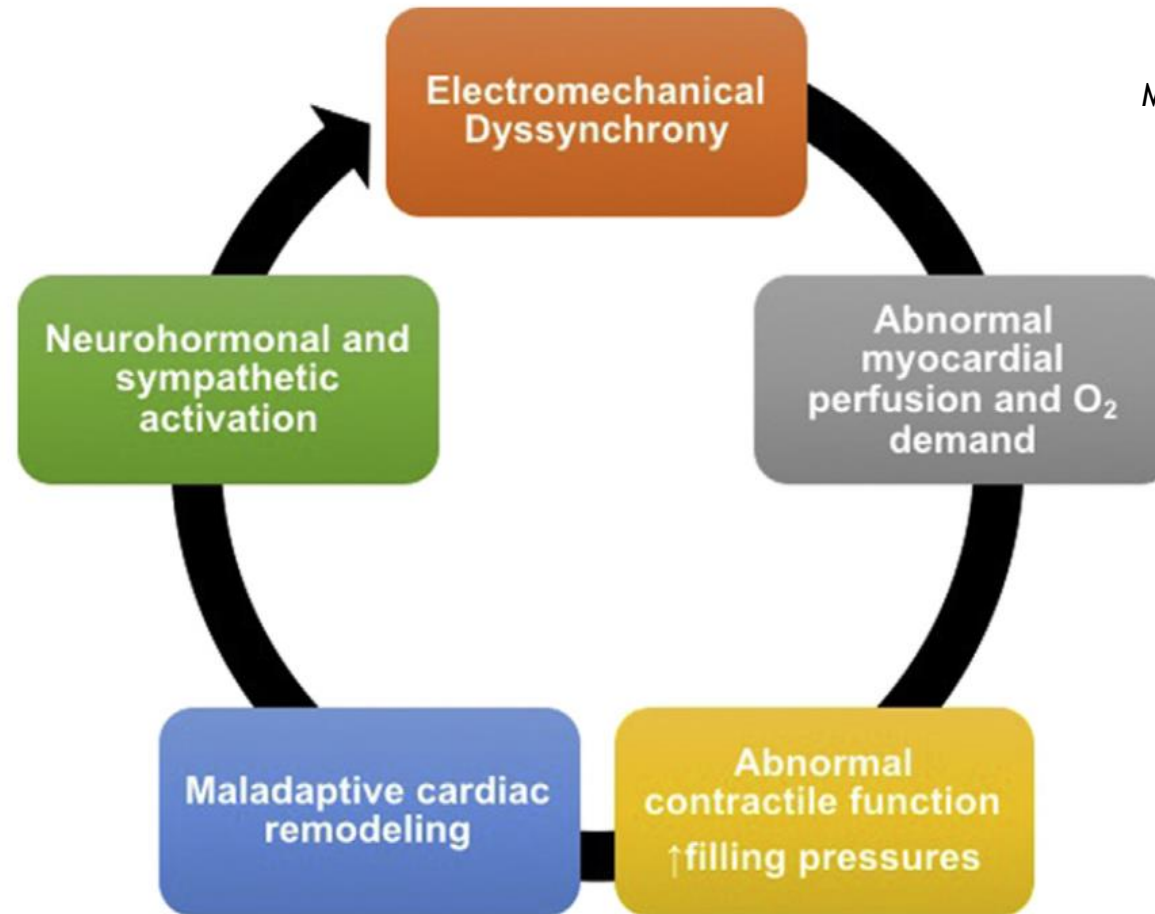 Electromechanical
Dyssynchrony
M
Abnormal
myocardial
perfusion and O₂
demand
Abnormal
contractile function
↑filling pressures
Maladaptive cardiac
remodeling
Neurohormonal and
sympathetic
activation